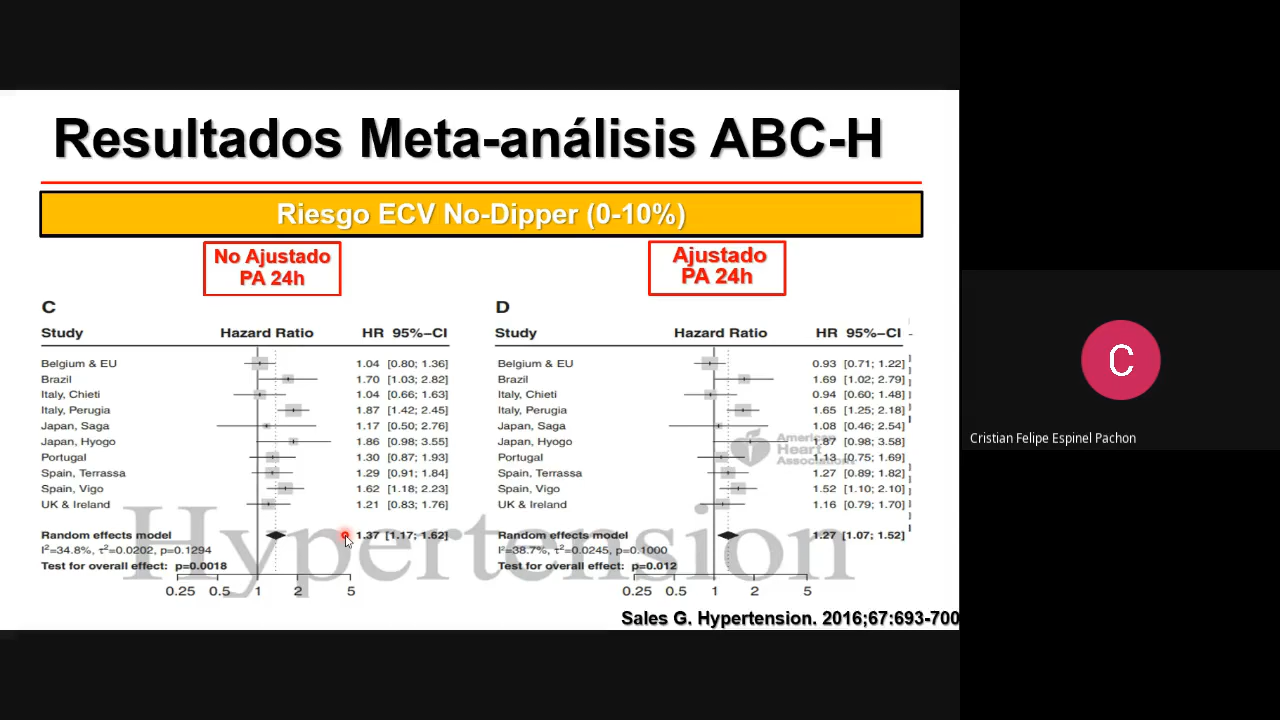 Resultados Meta-análisis ABC-H
Riesgo ECV No-Dipper (0-10%)
No Ajustado
PA 24h
Ajustado
PA 24h
C
Study Hazard Ratio HR 95%−CI
Belgium & EU 1.04 [0.80; 1.36]
Brazil 1.70 [1.03; 2.82]
Italy, Chieti 1.04 [0.66; 1.63]
Italy, Perugia 1.87 [1.42; 2.45]
Japan, Saga 1.17 [0.50; 2.76]
Japan, Hyogo 1.86 [0.98; 3.55]
Portugal 1.30 [0.87; 1.93]
Spain, Terrassa 1.29 [0.91; 1.84]
Spain, Vigo 1.62 [1.18; 2.23]
UK & Ireland 1.21 [0.83; 1.76]
Random effects model 1.37 [1.17; 1.62]
I²=34.8%, τ²=0.0202, p=0.1294
Test for overall effect: p=0.0018
0.25 0.5 1 2 5
D
Study Hazard Ratio HR 95%−CI
Belgium & EU 0.93 [0.71; 1.22]
Brazil 1.69 [1.02; 2.79]
Italy, Chieti 0.94 [0.60; 1.48]
Italy, Perugia 1.65 [1.25; 2.18]
Japan, Saga 1.08 [0.46; 2.54]
Japan, Hyogo 1.87 [0.98; 3.58]
Portugal 1.13 [0.75; 1.69]
Spain, Terrassa 1.27 [0.89; 1.82]
Spain, Vigo 1.52 [1.10; 2.10]
UK & Ireland 1.16 [0.79; 1.70]
Random effects model 1.27 [1.07; 1.52]
I²=38.7%, τ²=0.0245, p=0.1000
Test for overall effect: p=0.012
0.25 0.5 1 2 5
American
Heart
Association
Hypertension
Sales G. Hypertension. 2016;67:693-700
C
Cristian Felipe Espinel Pachon